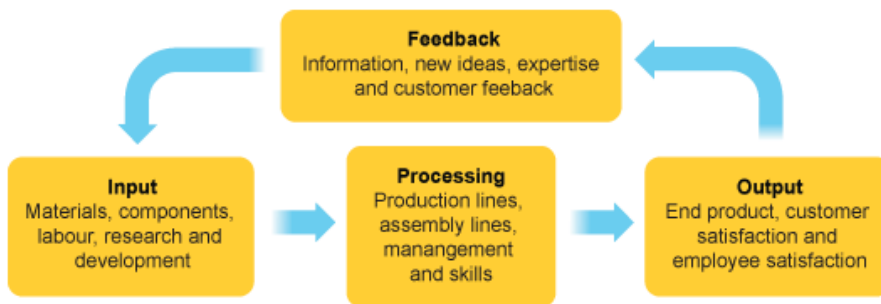 Feedback
Information, new ideas, expertise
and customer feeback
Input
Materials, components,
labour, research and
development
Processing
Production lines,
assembly lines,
manangement
and skills
Output
End product, customer
satisfaction and
employee satisfaction